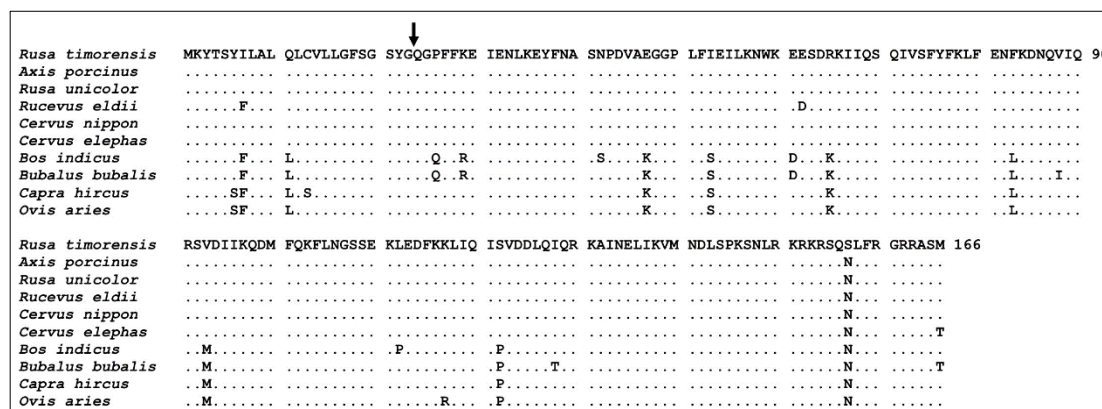 Rusa timorensis MKYTSYILAL QLCVLLGFSG SYGQGPFFKE IENLKEYFNA SNPDVAEGGP LFIEILKNWK EESDRKIIQS QIVSFYFKLF ENFKDNQVIQ 90
Axis porcinus .......... .......... .......... .......... .......... .......... .......... .......... ..........
Rusa unicolor .......... .......... .......... .......... .......... .......... .......... .......... ..........
Rucevus eldii ......F... .......... .......... .......... .......... .......... .D........ .......... ..........
Cervus nippon .......... .......... .......... .......... .......... .......... .......... .......... ..........
Cervus elephas .......... .......... .......... .......... .......... .......... .......... .......... ..........
Bos indicus ......F... L......... .....Q..R. .......... .S....K... ..S....... D...K..... .......... ..L.......
Bubalus bubalis ......F... L......... .....Q..R. .......... ......K... ..S....... D...K..... .......... ..L....I..
Capra hircus .....SF... L.S....... .......... .......... ......K... ..S....... ....K..... .......... ..L.......
Ovis aries .....SF... L......... .......... .......... ......K... ..S....... ....K..... .......... ..L.......
Rusa timorensis RSVDIIKQDM FQKFLNGSSE KLEDFKKLIQ ISVDDLQIQR KAINELIKVM NDLSPKSNLR KRKRSQSLFR GRRASM 166
Axis porcinus .......... .......... .......... .......... .......... .......... ......N... ......
Rusa unicolor .......... .......... .......... .......... .......... .......... ......N... ......
Rucevus eldii .......... .......... .......... .......... .......... .......... ......N... ......
Cervus nippon .......... .......... .......... .......... .......... .......... ......N... ......
Cervus elephas .......... .......... .......... .......... .......... .......... ......N... .....T
Bos indicus ..M....... .......... .P........ .P........ .......... .......... ......N... ......
Bubalus bubalis ..M....... .......... .......... .P.....T.. .......... .......... ......N... .....T
Capra hircus ..M....... .......... .......... .P........ .......... .......... ......N... ......
Ovis aries ..M....... .......... ......R... .P........ .......... .......... ......N... ......